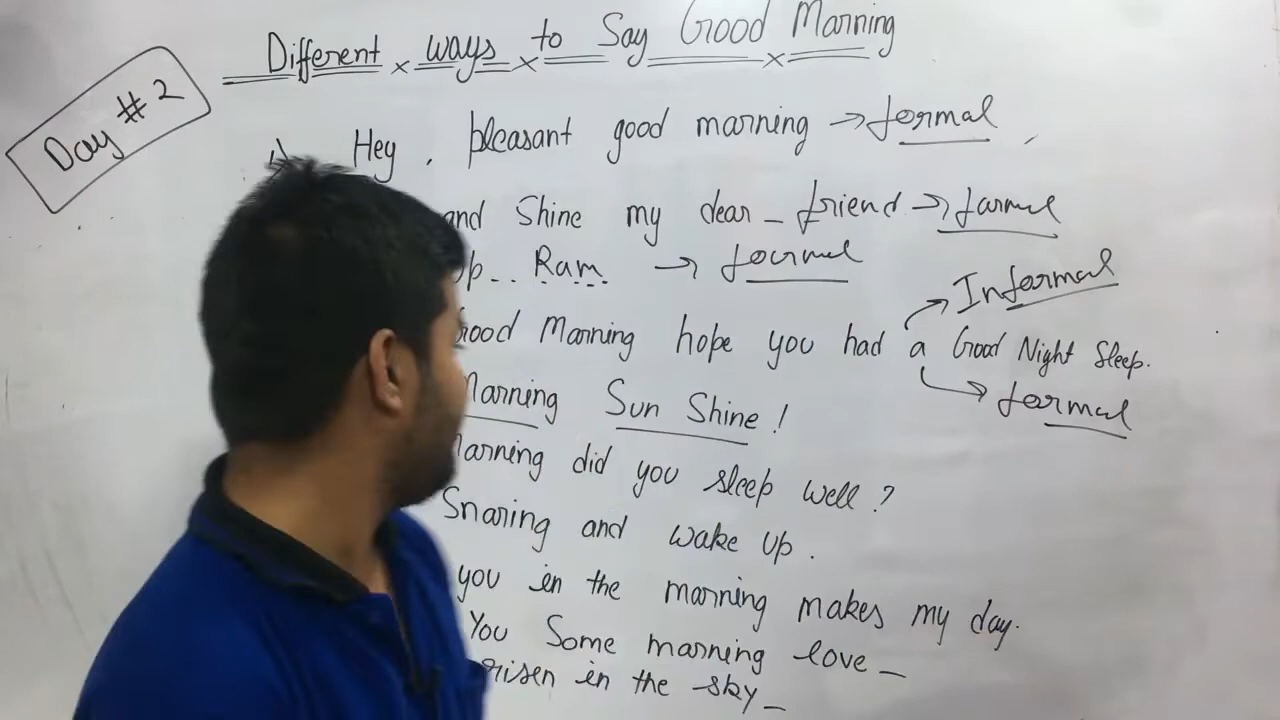 Different ways to Say Good Morning
Day # 2
1) Hey, pleasant good morning → formal
and Shine my dear - friend → formal
up.. Ram → formal
Informal
Good Morning hope you had a Good Night Sleep.
formal
Morning Sun Shine!
Morning did you sleep well?
Snoring and wake up.
you in the morning makes my day.
You Some morning love -
risen in the sky -